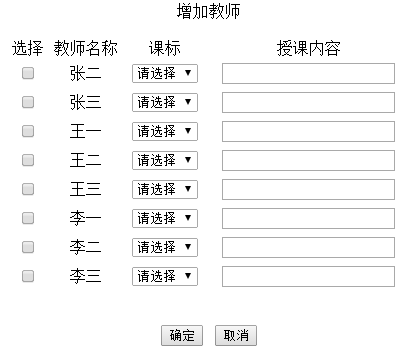 增加教师
选择 教师名称 课标 授课内容
张二 请选择
张三 请选择
王一 请选择
王二 请选择
王三 请选择
李一 请选择
李二 请选择
李三 请选择
确定 取消